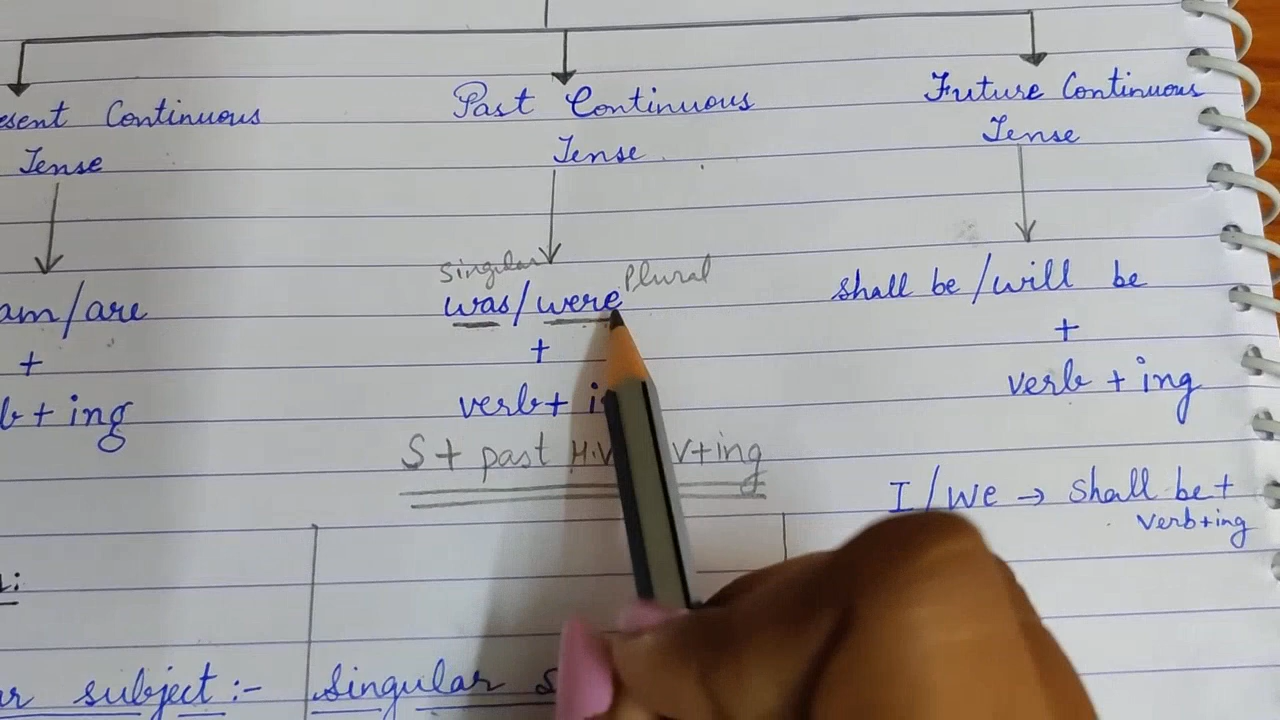 esent Continuous
Tense
Past Continuous
Tense
Future Continuous
Tense
am/are
+
b + ing
Singular Plural
was/were
+
verb + i
S + past H.V V+ing
shall be / will be
+
verb + ing
I/We → shall be +
verb+ing
:
ar subject :-
Singular s